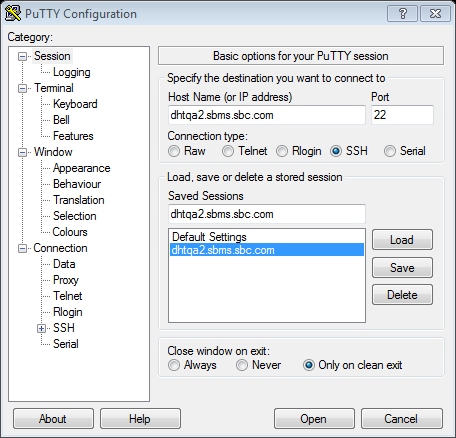 PuTTY Configuration
Category:
Session
Logging
Terminal
Keyboard
Bell
Features
Window
Appearance
Behaviour
Translation
Selection
Colours
Connection
Data
Proxy
Telnet
Rlogin
SSH
Serial
Basic options for your PuTTY session
Specify the destination you want to connect to
Host Name (or IP address) Port
dhtqa2.sbms.sbc.com 22
Connection type:
Raw Telnet Rlogin SSH Serial
Load, save or delete a stored session
Saved Sessions
dhtqa2.sbms.sbc.com
Default Settings
dhtqa2.sbms.sbc.com
Load
Save
Delete
Close window on exit:
Always Never Only on clean exit
About Help Open Cancel